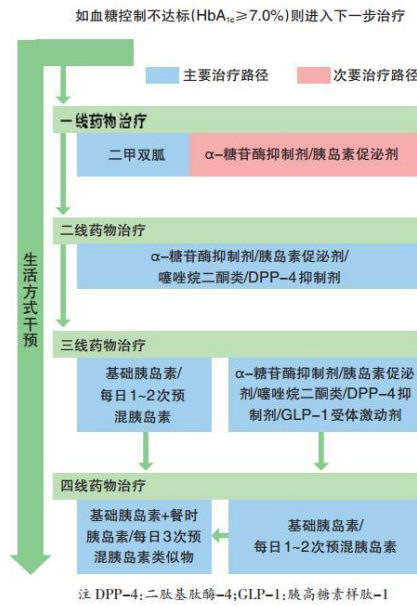 如血糖控制不达标(HbA₁c≥7.0%)则进入下一步治疗
主要治疗路径
次要治疗路径
一线药物治疗
二甲双胍
α-糖苷酶抑制剂/胰岛素促泌剂
二线药物治疗
α-糖苷酶抑制剂/胰岛素促泌剂/
噻唑烷二酮类/DPP-4抑制剂
生活方式干预
三线药物治疗
基础胰岛素/
每日1~2次预
混胰岛素
α-糖苷酶抑制剂/胰岛素促泌
剂/噻唑烷二酮类/DPP-4抑
制剂/GLP-1受体激动剂
四线药物治疗
基础胰岛素+餐时
胰岛素/每日3次预
混胰岛素类似物
基础胰岛素/
每日1~2次预混胰岛素
注 DPP-4:二肽基肽酶-4;GLP-1:胰高糖素样肽-1